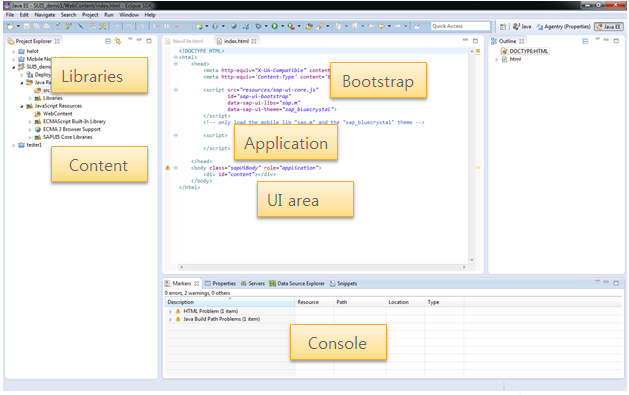 Java EE - SUI5_demo1/WebContent/index.html - Eclipse SDK
File Edit Navigate Search Project Run Window Help
Quick Access
Java Agentry (Properties) Java EE
Project Explorer
helot
Mobile No
SUI5_demo
Deploy
Java Re
src
Libraries
JavaScript Resources
WebContent
ECMAScript Built-In Library
ECMA 3 Browser Support
SAPUI5 Core Libraries
tester1
Libraries
Content
NewFile.html index.html
<!DOCTYPE HTML>
<html>
<head>
<meta http-equiv="X-UA-Compatible" content
<meta http-equiv='Content-Type' content='t
<script src="resources/sap-ui-core.js"
id="sap-ui-bootstrap"
data-sap-ui-libs="sap.m"
data-sap-ui-theme="sap_bluecrystal">
</script>
<!-- only load the mobile lib "sap.m" and the "sap_bluecrystal" theme -->
<script>
</script>
</head>
<body class="sapUiBody" role="application">
<div id="content"></div>
</body>
</html>
Bootstrap
Application
UI area
Outline
DOCTYPE:HTML
html
Markers Properties Servers Data Source Explorer Snippets
0 errors, 2 warnings, 0 others
Description Resource Path Location Type
HTML Problem (1 item)
Java Build Path Problems (1 item)
Console